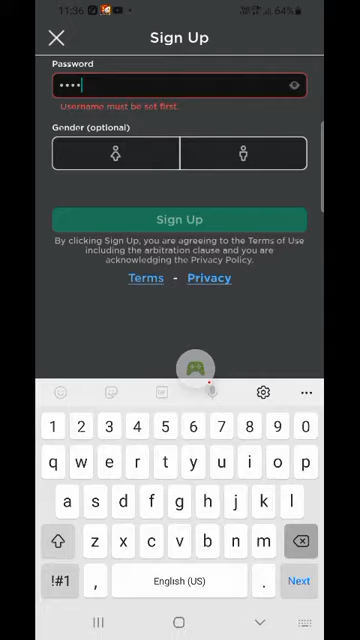 11:36
64%
Sign Up
Password
••••
Username must be set first.
Gender (optional)
Sign Up
By clicking Sign Up, you are agreeing to the Terms of Use
including the arbitration clause and you are
acknowledging the Privacy Policy.
Terms - Privacy
GIF
1 2 3 4 5 6 7 8 9 0
q w e r t y u i o p
a s d f g h j k l
z x c v b n m
!#1 , English (US) . Next